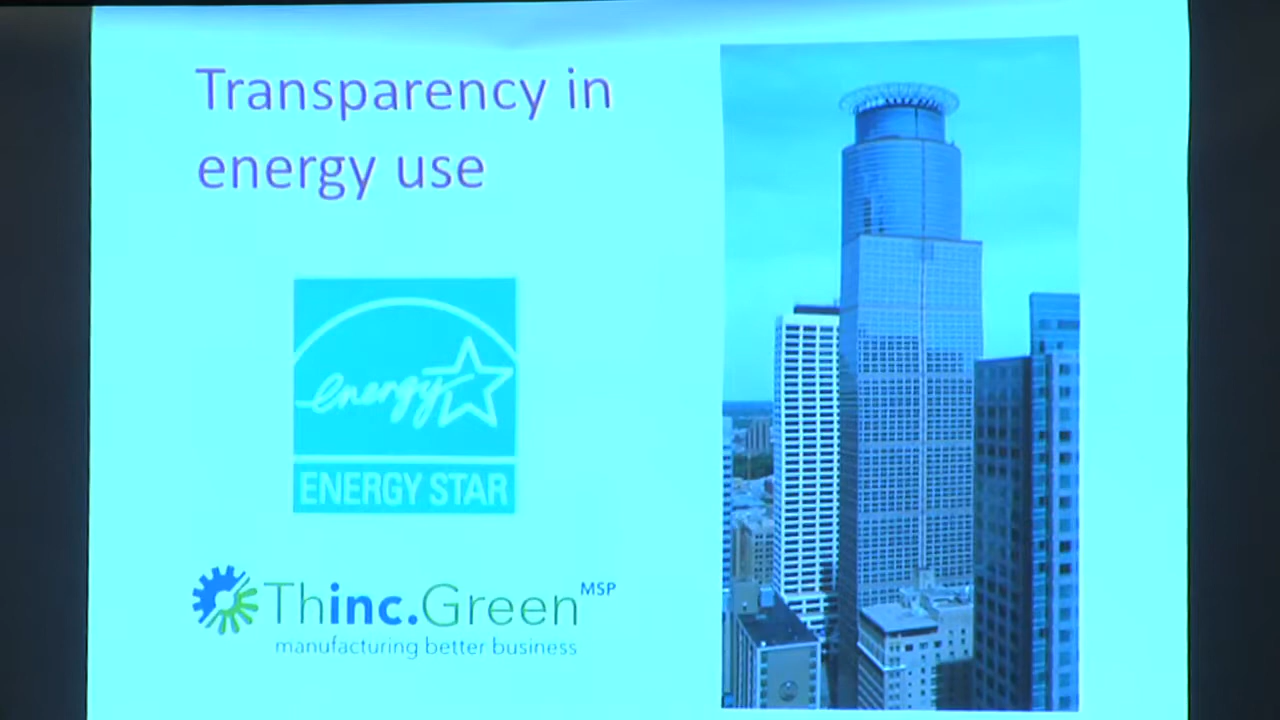 Transparency in
energy use
energy
ENERGY STAR
Thinc.Green MSP
manufacturing better business